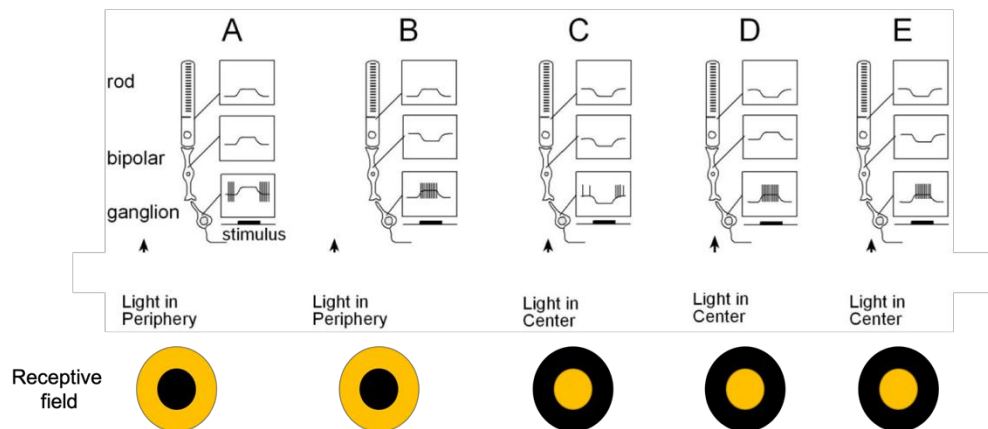 A B C D E
rod
bipolar
ganglion
stimulus
Light in
Periphery
Light in
Periphery
Light in
Center
Light in
Center
Light in
Center
Receptive
field